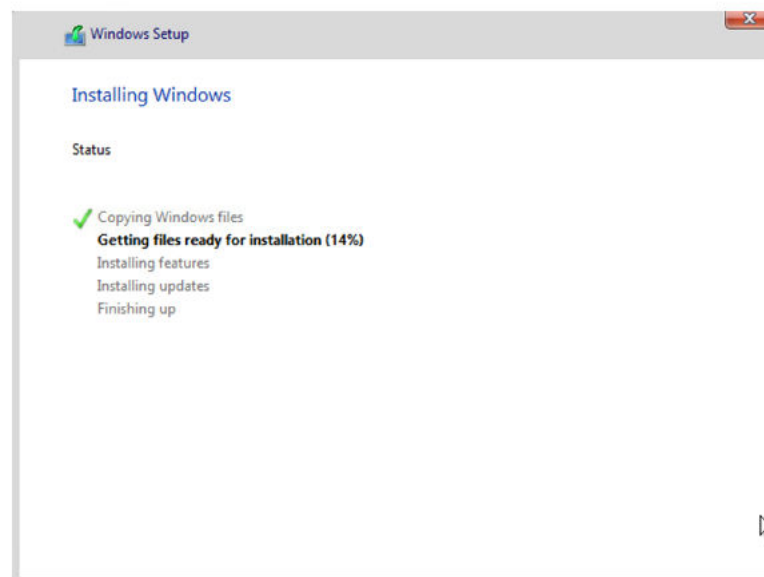 Windows Setup
Installing Windows
Status
Copying Windows files
Getting files ready for installation (14%)
Installing features
Installing updates
Finishing up